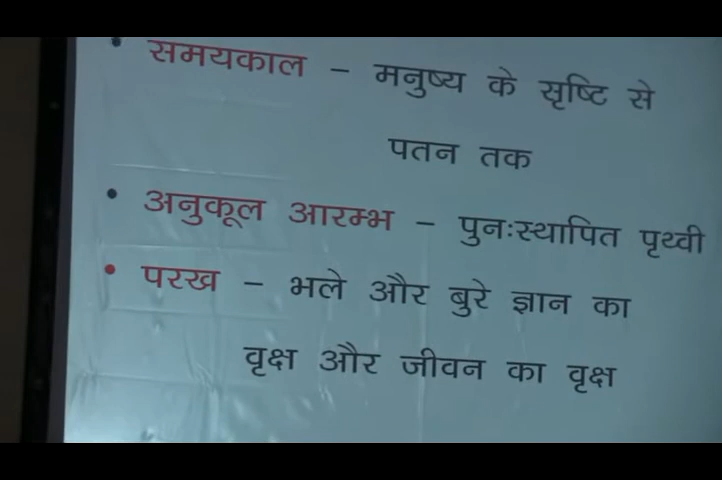 • समयकाल – मनुष्य के सृष्टि से
पतन तक
• अनुकूल आरम्भ – पुनःस्थापित पृथ्वी
• परख – भले और बुरे ज्ञान का
वृक्ष और जीवन का वृक्ष